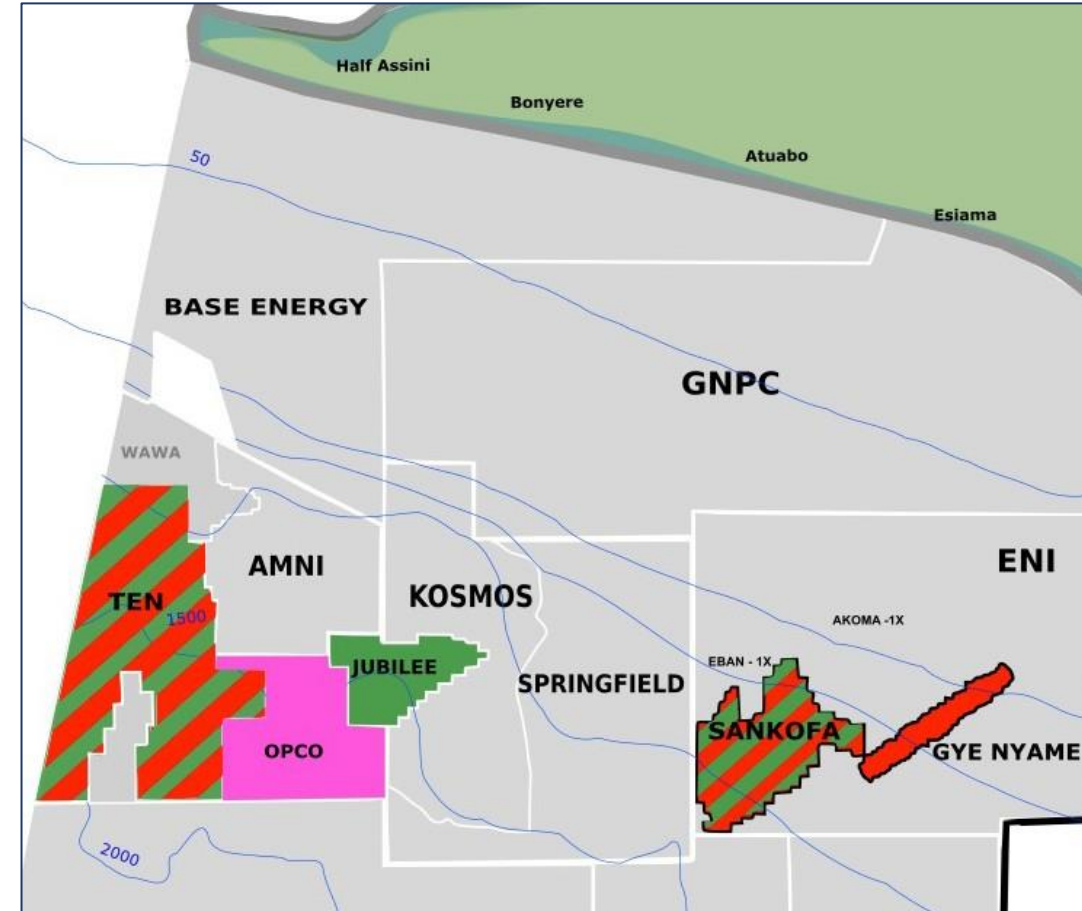 Half Assini
Bonyere
Atuabo
50
Esiama
BASE ENERGY
GNPC
WAWA
AMNI
ENI
KOSMOS
TEN
1500
AKOMA -1X
EBAN - 1X
JUBILEE
SPRINGFIELD
SANKOFA
OPCO
GYE NYAME
2000